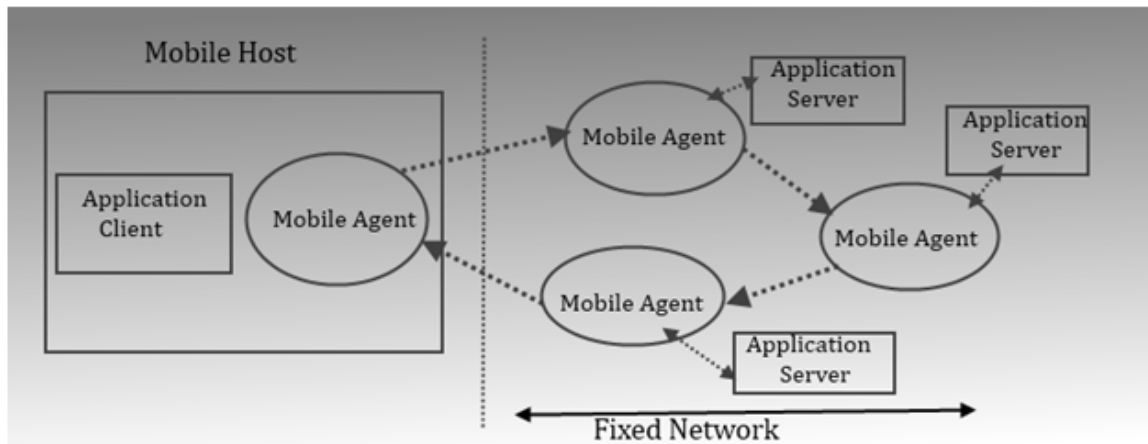 Mobile Host
Application
Client
Mobile Agent
Mobile Agent
Application
Server
Application
Server
Mobile Agent
Mobile Agent
Application
Server
Fixed Network